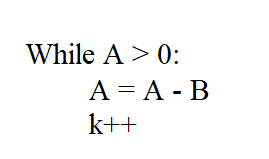 While A > 0:
A = A - B
k++